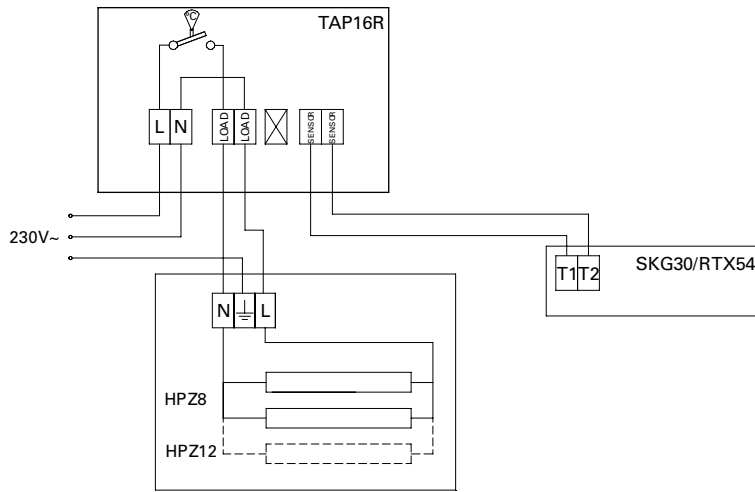 °C
TAP16R
L N LOAD LOAD SENSOR SENSOR
230V~
T1 T2 SKG30/RTX54
N L
HPZ8
HPZ12